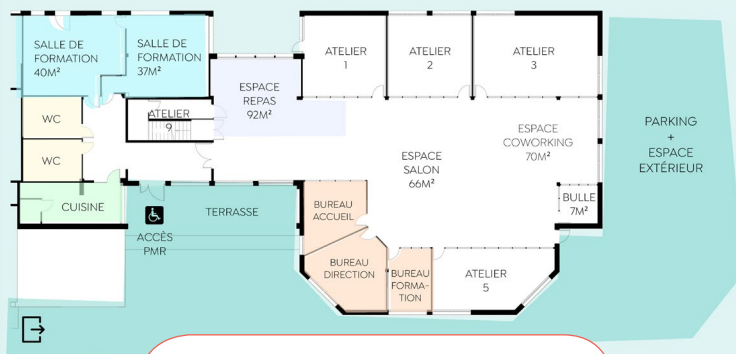 SALLE DE
FORMATION
40M²
SALLE DE
FORMATION
37M²
ATELIER
1
ATELIER
2
ATELIER
3
ESPACE
REPAS
92M²
WC
ATELIER
9
WC
ESPACE
COWORKING
70M²
PARKING
+
ESPACE
EXTÉRIEUR
ESPACE
SALON
66M²
CUISINE
TERRASSE
BUREAU
ACCUEIL
BULLE
7M²
ACCÈS
PMR
BUREAU
DIRECTION
BUREAU
FORMA-
TION
ATELIER
5